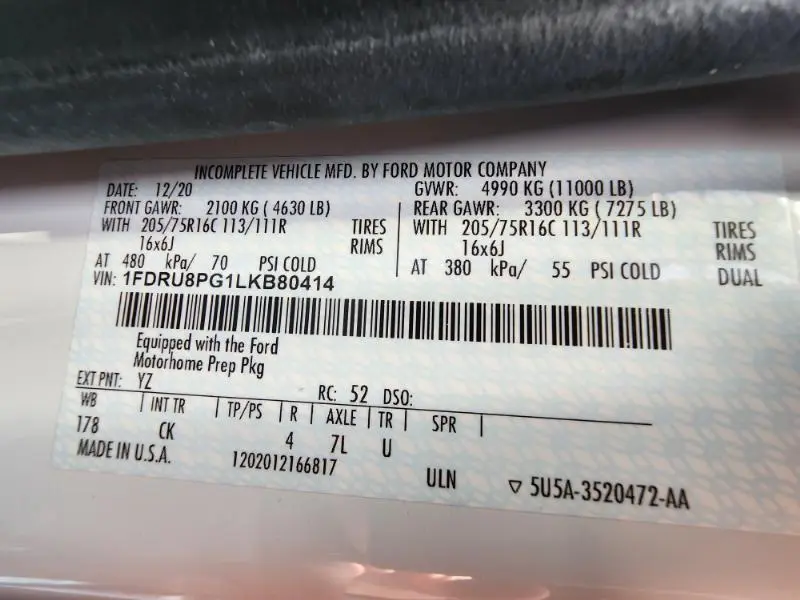 INCOMPLETE VEHICLE MFD. BY FORD MOTOR COMPANY
DATE: 12/20 GVWR: 4990 KG (11000 LB)
FRONT GAWR: 2100 KG ( 4630 LB) REAR GAWR: 3300 KG ( 7275 LB)
WITH 205/75R16C 113/111R TIRES WITH 205/75R16C 113/111R TIRES
16x6J RIMS 16x6J RIMS
AT 480 kPa/ 70 PSI COLD AT 380 kPa/ 55 PSI COLD DUAL
VIN: 1FDRU8PG1LKB80414
Equipped with the Ford
Motorhome Prep Pkg
EXT PNT: YZ RC: 52 DSO:
WB INT TR TP/PS R AXLE TR SPR
178 CK 4 7L U
MADE IN U.S.A. 1202012166817 ULN ▽ 5U5A-3520472-AA